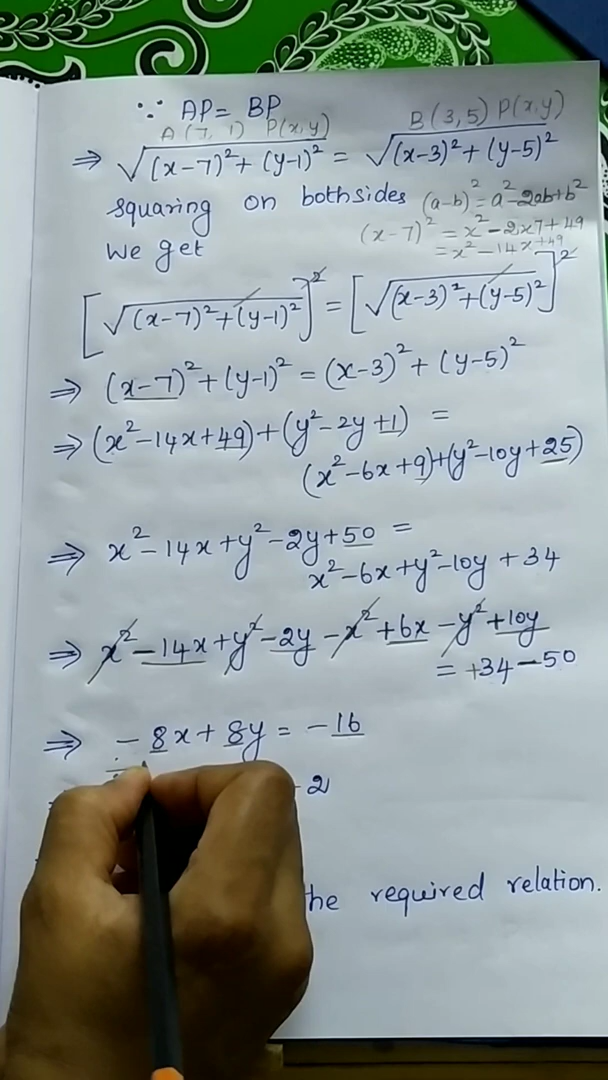 ∵ AP = BP
A(7, 1) P(x,y) B(3,5) P(x,y)
⇒ √(x-7)²+(y-1)² = √(x-3)²+(y-5)²
squaring on bothsides (a-b)²=a²-2ab+b²
(x-7)² = x²-2x7+49
we get = x²-14x+49
[√(x-7)²+(y-1)²]² = [√(x-3)²+(y-5)²]²
⇒ (x-7)²+(y-1)² = (x-3)²+(y-5)²
⇒ (x²-14x+49)+(y²-2y+1) =
(x²-6x+9)+(y²-10y+25)
⇒ x²-14x+y²-2y+50 =
x²-6x+y²-10y+34
⇒ x²-14x+y²-2y-x²+6x-y²+10y
= +34-50
⇒ -8x+8y = -16
2
the required relation.